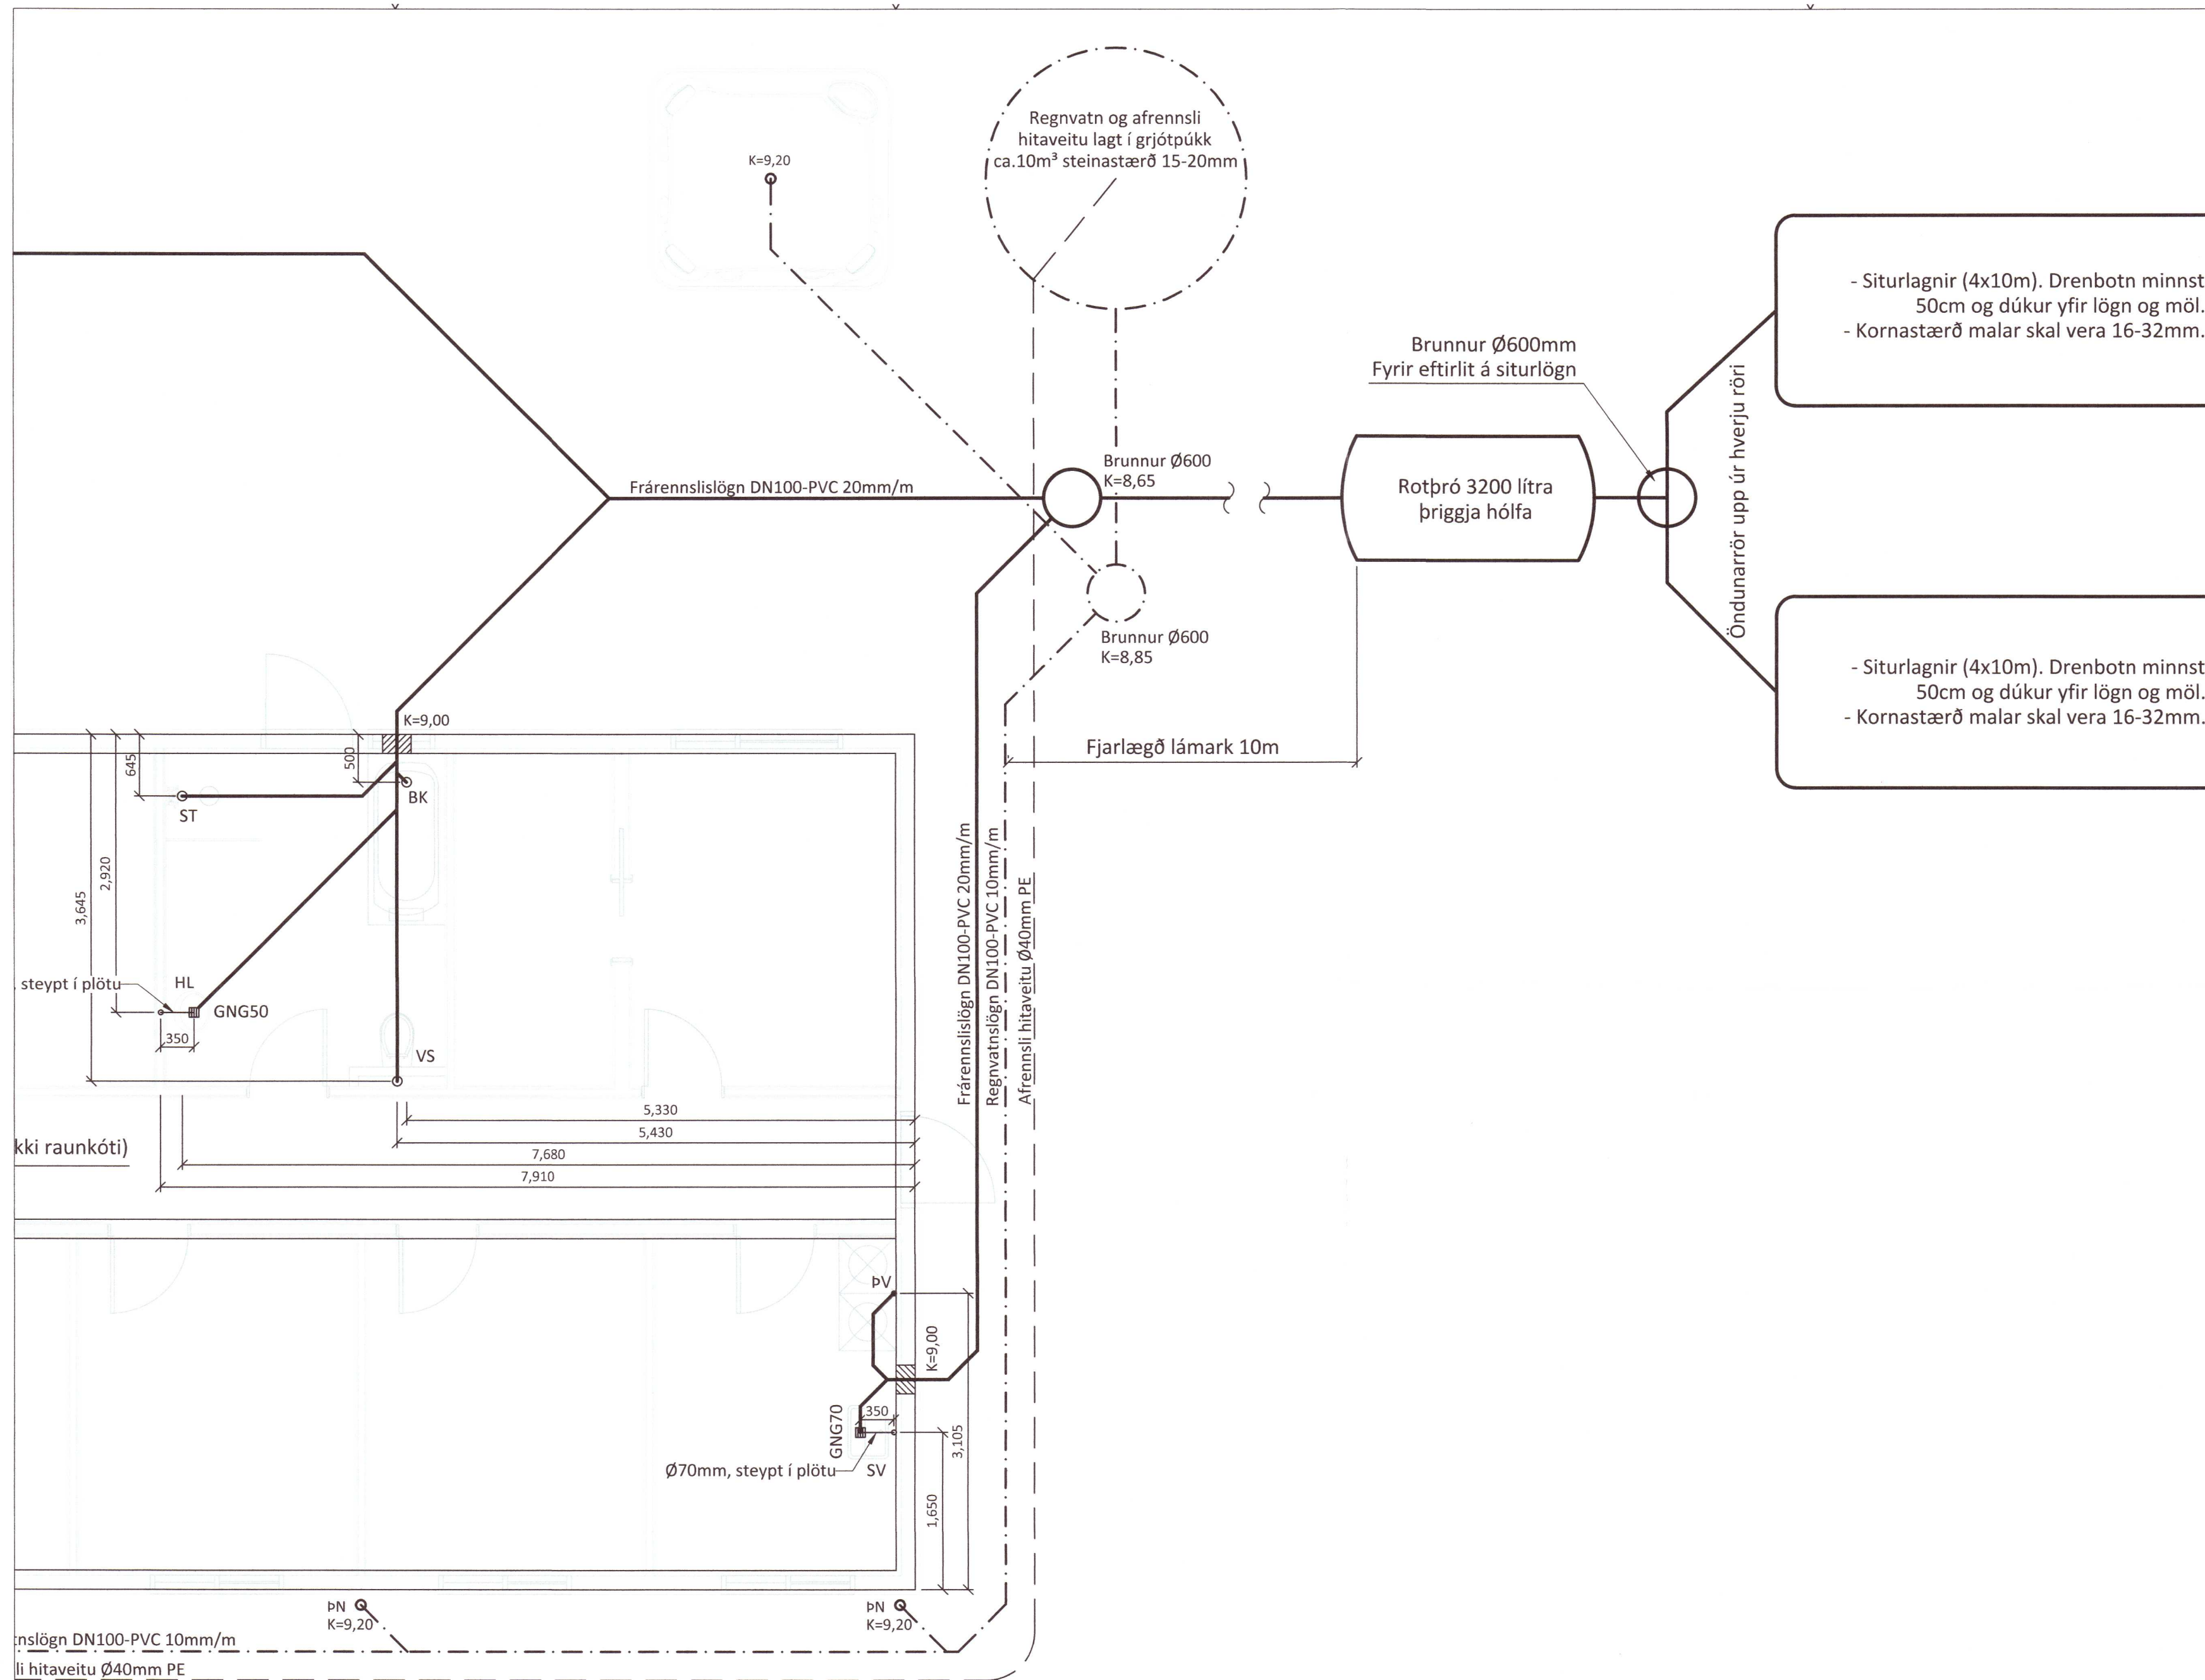 Regnvatn og afrennsli
hitaveitu lagt í grjótpúkk
ca.10m³ steinastærð 15-20mm
K=9,20
- Siturlagnir (4x10m). Drenbotn minnst
50cm og dúkur yfir lögn og möl.
- Kornastærð malar skal vera 16-32mm.
Brunnur Ø600mm
Fyrir eftirlit á siturlögn
Öndunarrör upp úr hverju röri
Brunnur Ø600
K=8,65
Frárennslislögn DN100-PVC 20mm/m
Rotþró 3200 lítra
þriggja hólfa
Brunnur Ø600
K=8,85
- Siturlagnir (4x10m). Drenbotn minnst
50cm og dúkur yfir lögn og möl.
- Kornastærð malar skal vera 16-32mm.
K=9,00
Fjarlægð lámark 10m
645
500
BK
ST
2,920
3,645
Frárennslislögn DN100-PVC 20mm/m
Regnvatnslögn DN100-PVC 10mm/m
Afrennsli hitaveitu Ø40mm PE
steypt í plötu
HL
GNG50
350
VS
5,330
5,430
7,680
7,910
kki raunkóti)
ÞV
K=9,00
GNG70
350
3,105
Ø70mm, steypt í plötu
SV
1,650
ÞN
K=9,20
ÞN
K=9,20
nslögn DN100-PVC 10mm/m
li hitaveitu Ø40mm PE